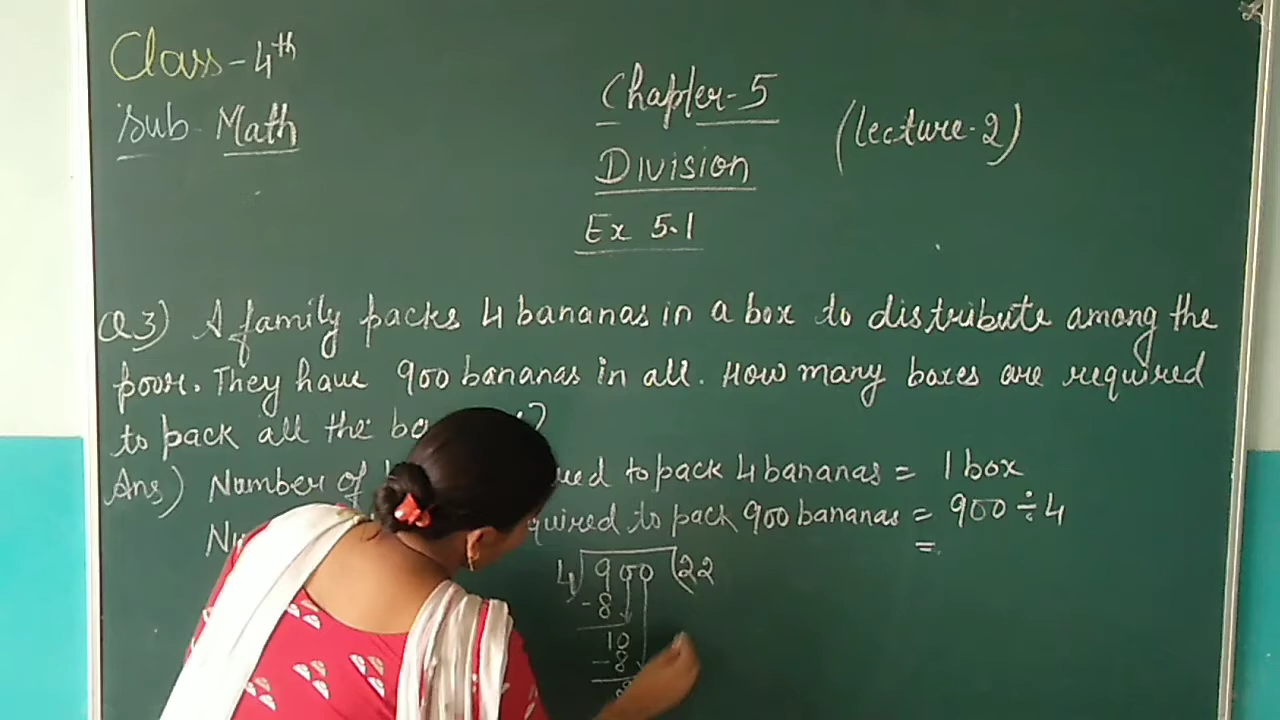 Class - 4th
Sub - Math
Chapter - 5
(lecture - 2)
Division
Ex 5.1
Q3) A family packs 4 bananas in a box to distribute among the
poor. They have 900 bananas in all. How many boxes are required
to pack all the ?
Ans) Number of to pack 4 bananas = 1 box
to pack 900 bananas = 900 ÷ 4
=
4)900(22
-8
10
-8